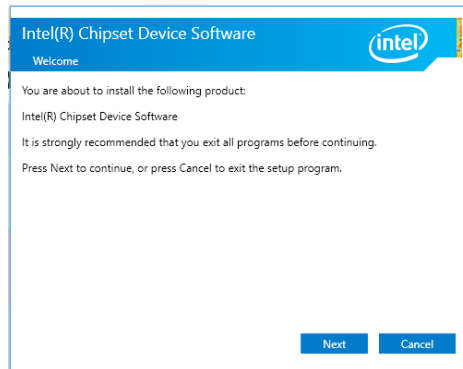 Intel(R) Chipset Device Software
(intel)
Welcome
You are about to install the following product:
Intel(R) Chipset Device Software
It is strongly recommended that you exit all programs before continuing.
Press Next to continue, or press Cancel to exit the setup program.
Next
Cancel